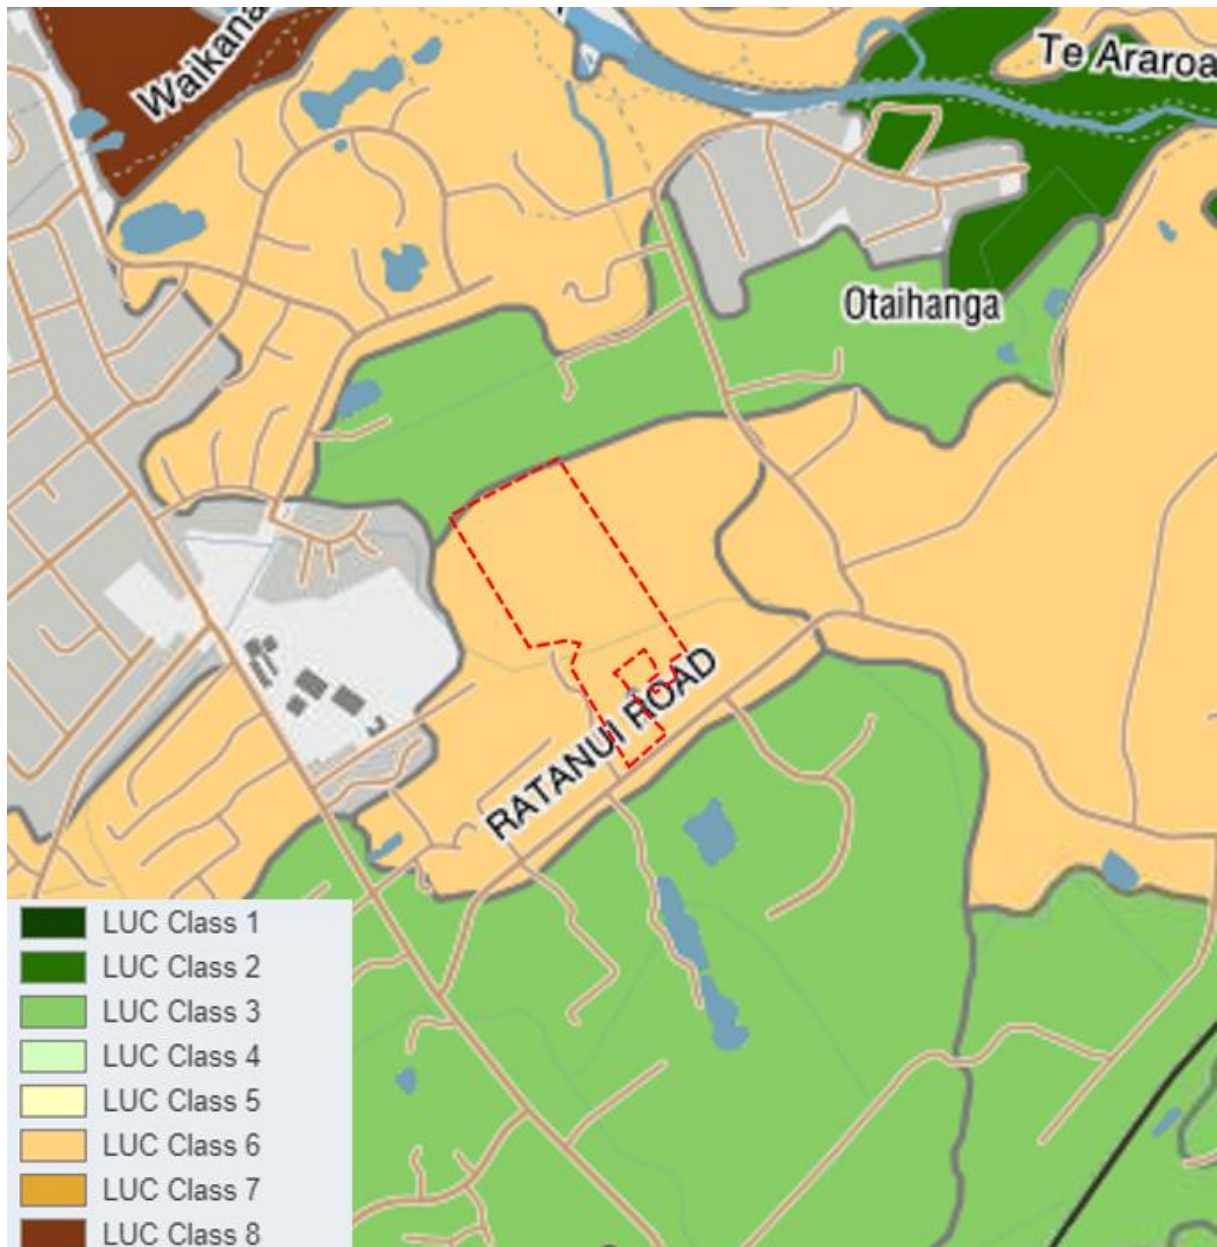 Waikana
Te Araroa
Otaihanga
RATANUI ROAD
LUC Class 1
LUC Class 2
LUC Class 3
LUC Class 4
LUC Class 5
LUC Class 6
LUC Class 7
LUC Class 8